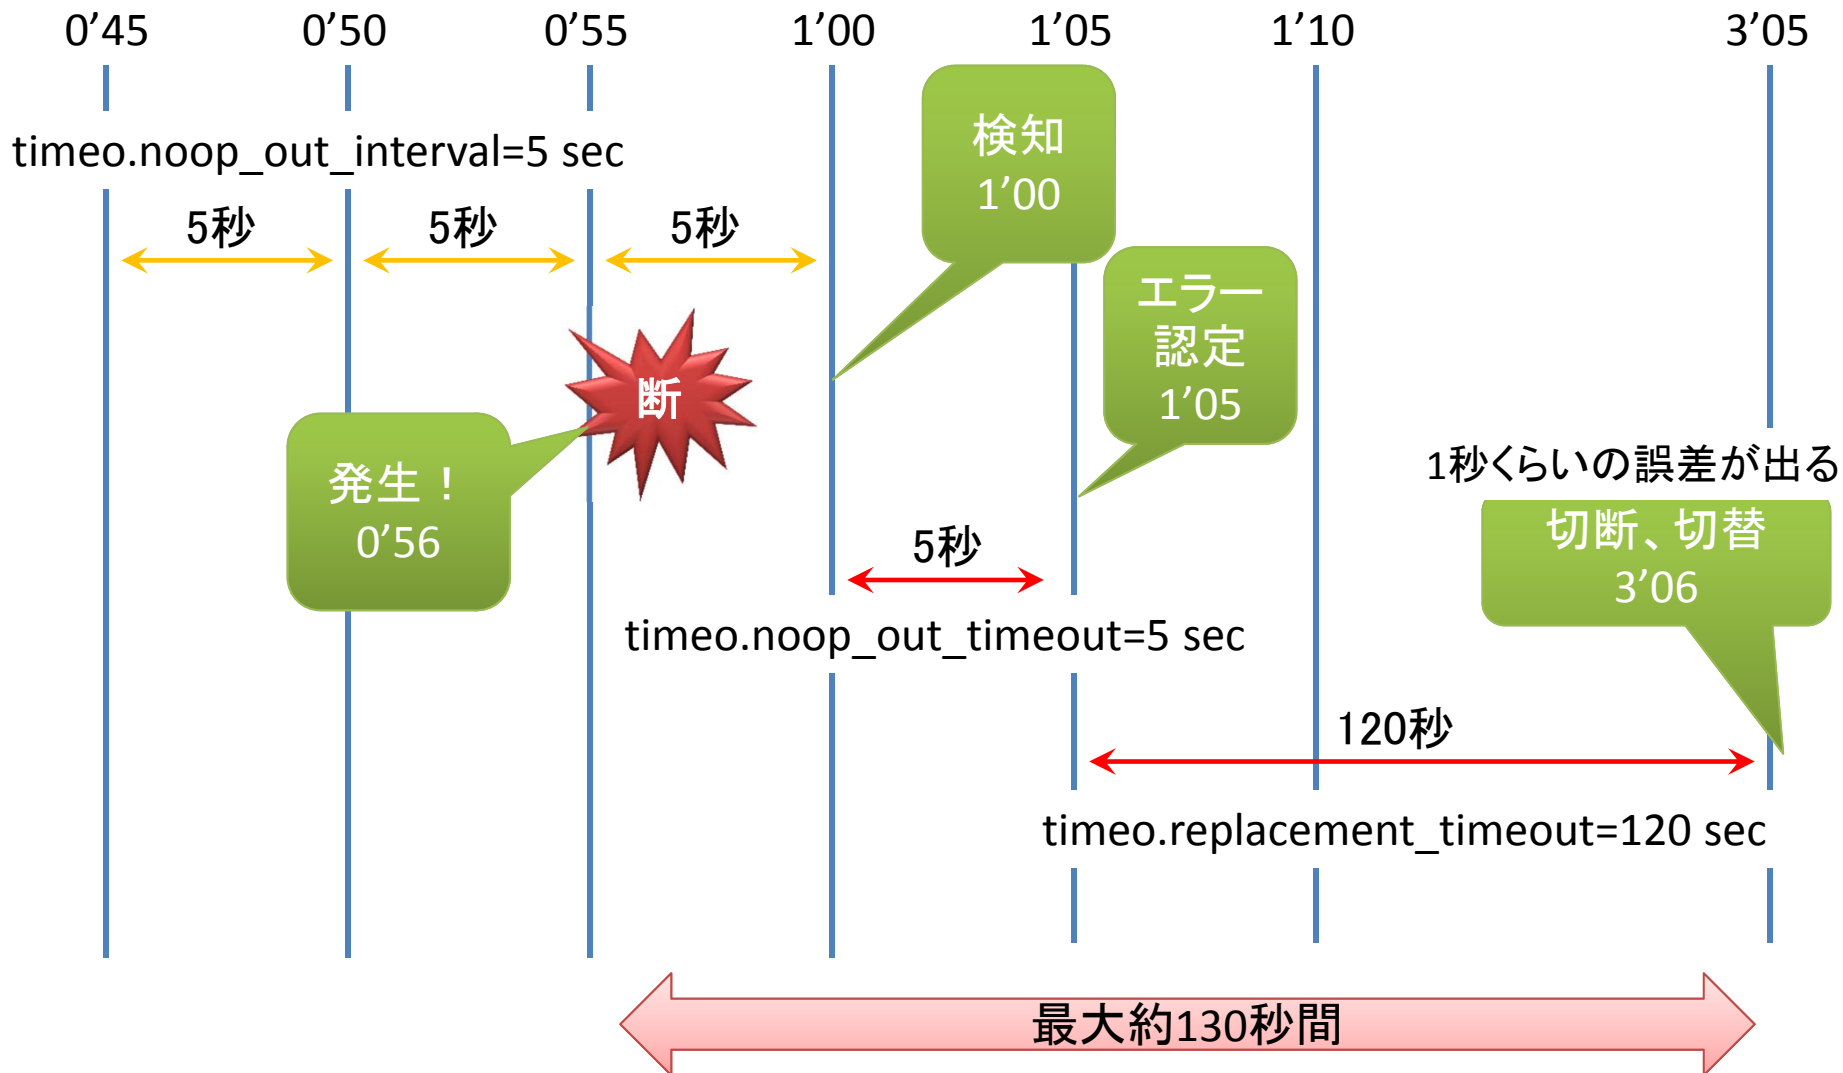 0’45
0’50
0’55
1’00
1’05
1’10
3’05
timeo.noop_out_interval=5 sec
5秒
5秒
5秒
検知
1’00
エラー
認定
1’05
断
発生！
0’56
1秒くらいの誤差が出る
切断、切替
3’06
5秒
timeo.noop_out_timeout=5 sec
120秒
timeo.replacement_timeout=120 sec
最大約130秒間